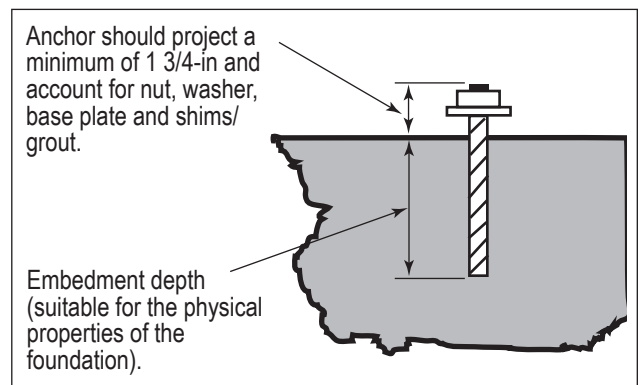 Anchor should project a
minimum of 1 3/4-in and
account for nut, washer,
base plate and shims/
grout.
Embedment depth
(suitable for the physical
properties of the
foundation).